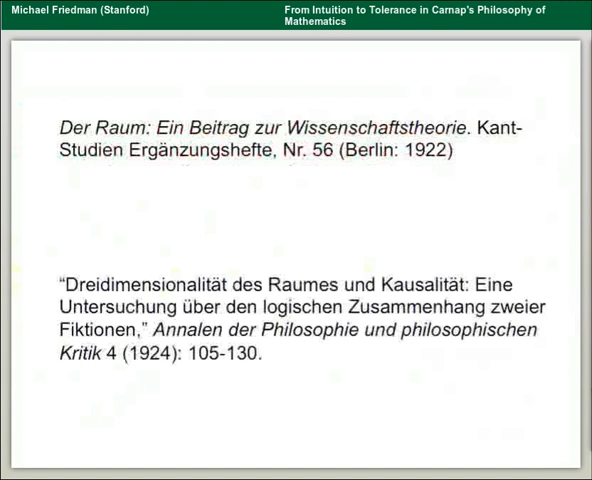 Michael Friedman (Stanford)
From Intuition to Tolerance in Carnap's Philosophy of
Mathematics
Der Raum: Ein Beitrag zur Wissenschaftstheorie. Kant-
Studien Ergänzungshefte, Nr. 56 (Berlin: 1922)
“Dreidimensionalität des Raumes und Kausalität: Eine
Untersuchung über den logischen Zusammenhang zweier
Fiktionen,” Annalen der Philosophie und philosophischen
Kritik 4 (1924): 105-130.